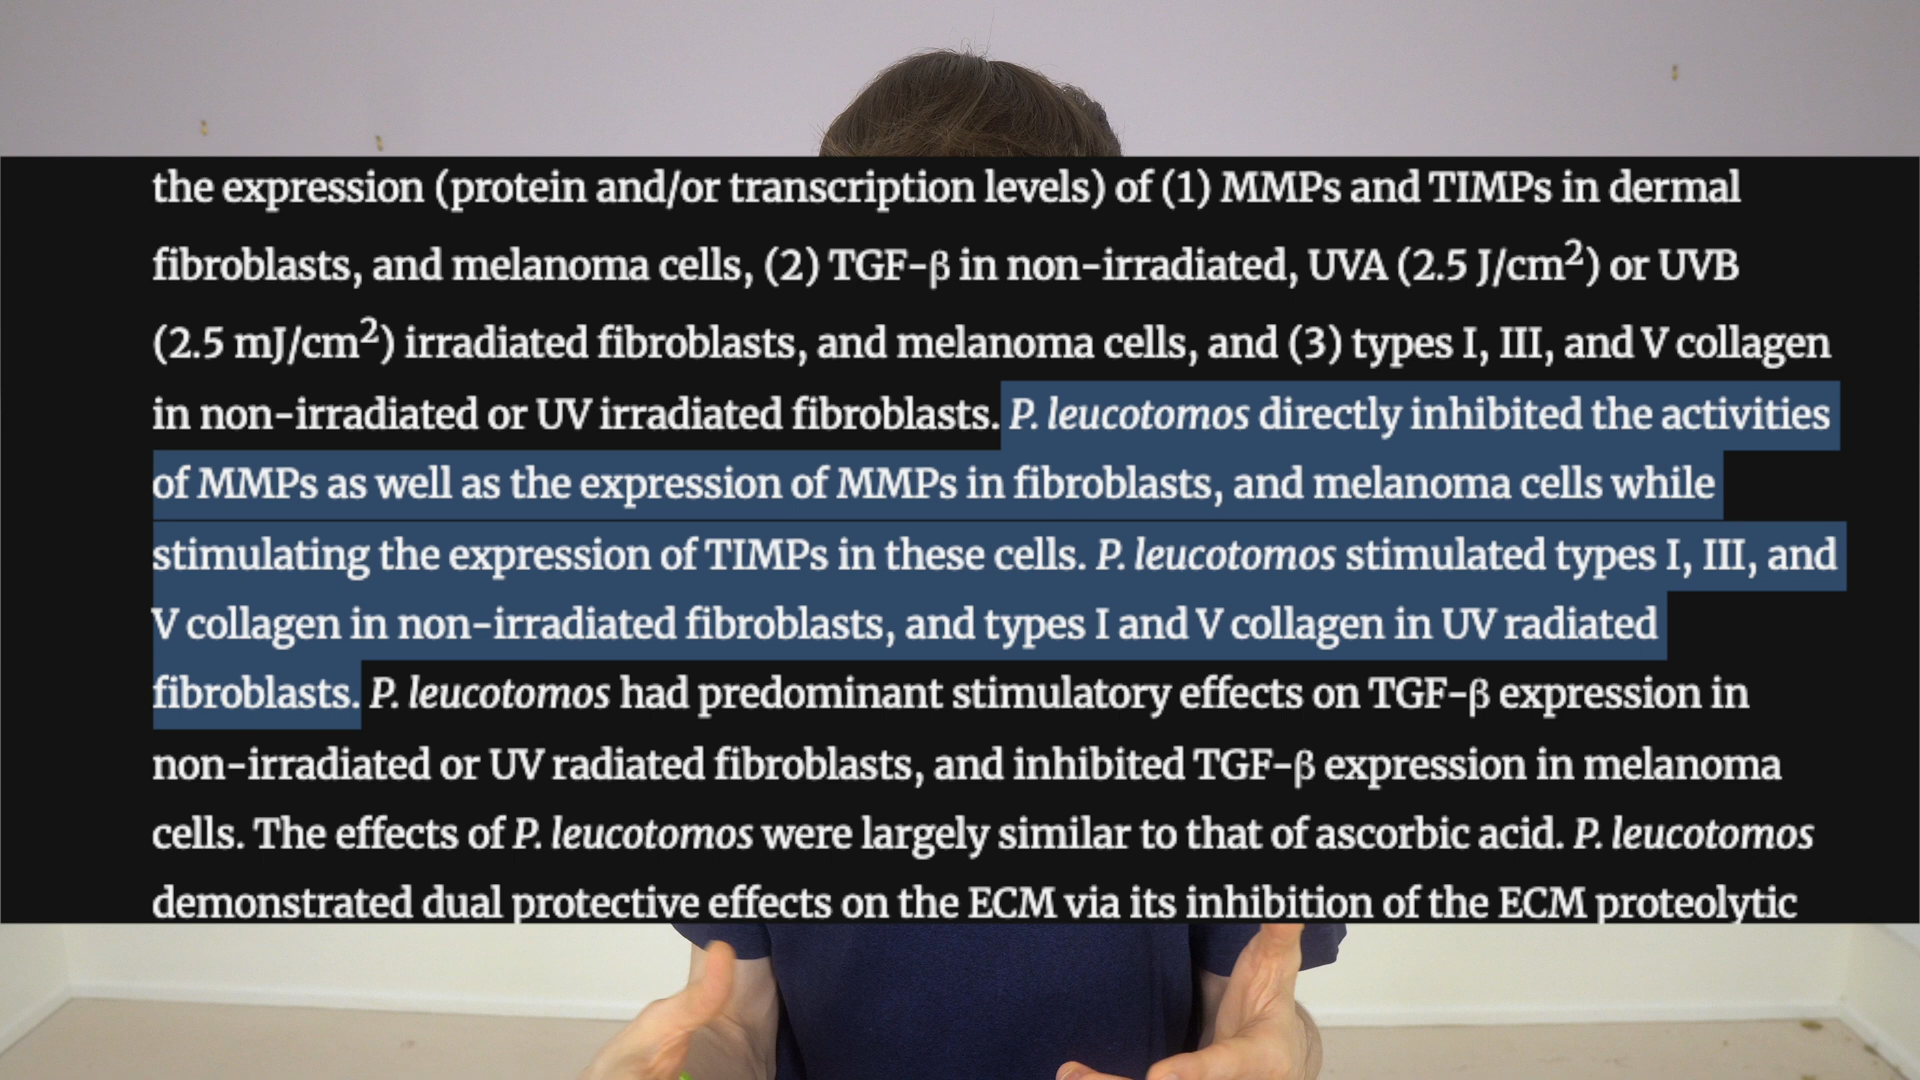 the expression (protein and/or transcription levels) of (1) MMPs and TIMPs in dermal
fibroblasts, and melanoma cells, (2) TGF-β in non-irradiated, UVA (2.5 J/cm²) or UVB
(2.5 mJ/cm²) irradiated fibroblasts, and melanoma cells, and (3) types I, III, and V collagen
in non-irradiated or UV irradiated fibroblasts. P. leucotomos directly inhibited the activities
of MMPs as well as the expression of MMPs in fibroblasts, and melanoma cells while
stimulating the expression of TIMPs in these cells. P. leucotomos stimulated types I, III, and
V collagen in non-irradiated fibroblasts, and types I and V collagen in UV radiated
fibroblasts. P. leucotomos had predominant stimulatory effects on TGF-β expression in
non-irradiated or UV radiated fibroblasts, and inhibited TGF-β expression in melanoma
cells. The effects of P. leucotomos were largely similar to that of ascorbic acid. P. leucotomos
demonstrated dual protective effects on the ECM via its inhibition of the ECM proteolytic